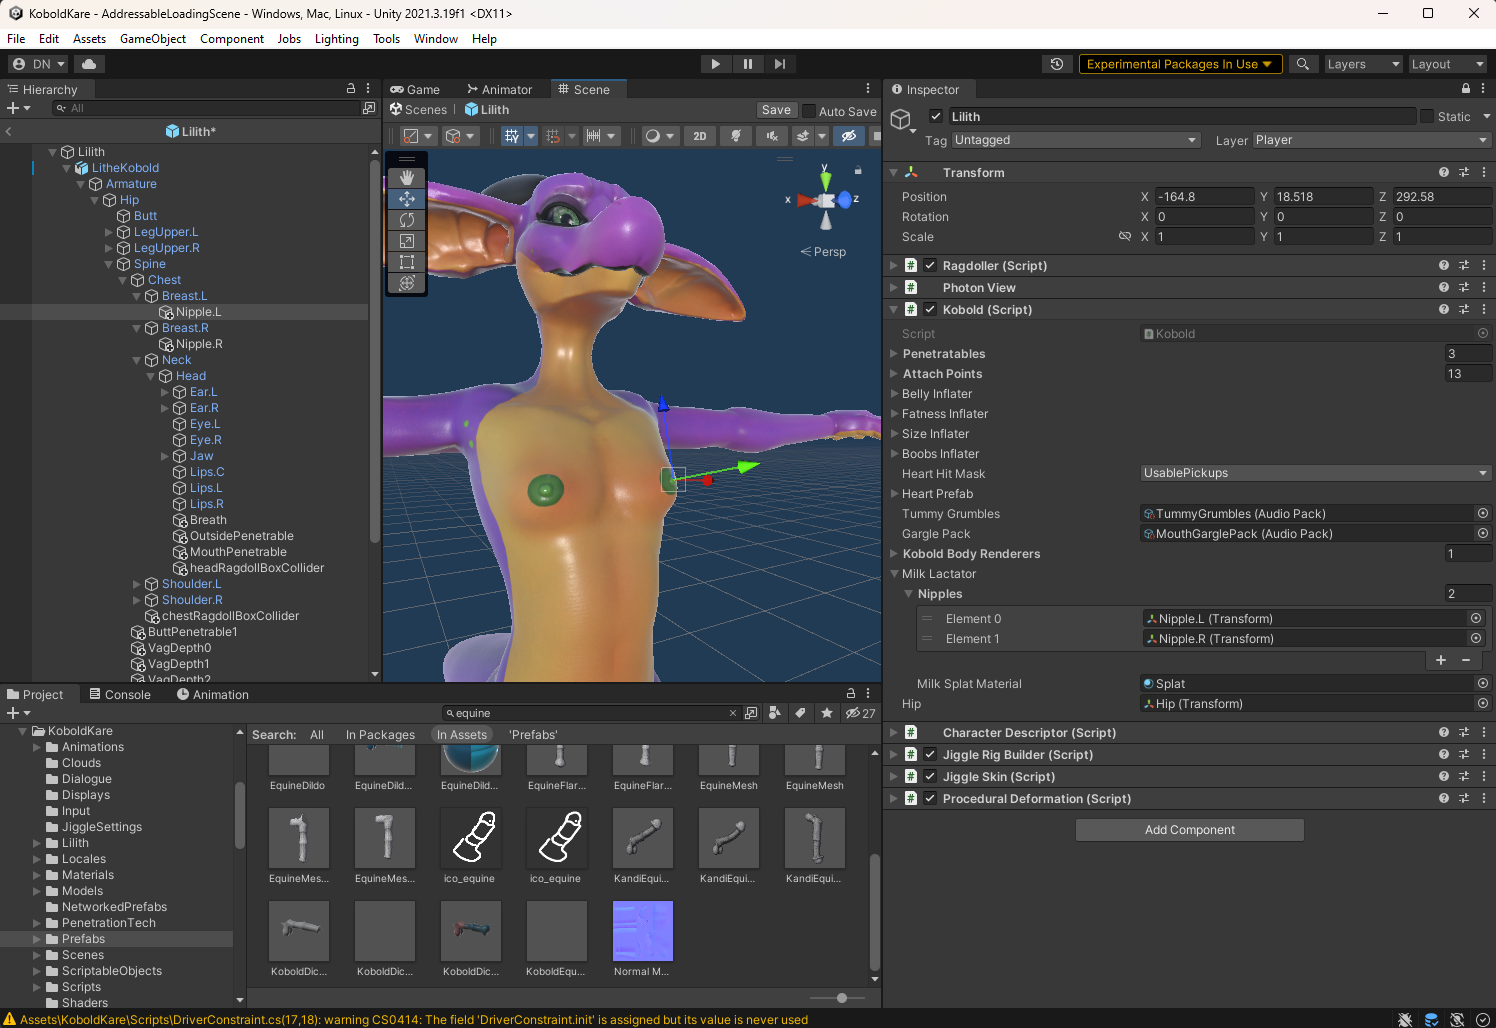 KoboldKare - AddressableLoadingScene - Windows, Mac, Linux - Unity 2021.3.19f1 <DX11>
File Edit Assets GameObject Component Jobs Lighting Tools Window Help
DN Experimental Packages In Use Layers Layout
Hierarchy
All
Lilith*
Lilith
LitheKobold
Armature
Hip
Butt
LegUpper.L
LegUpper.R
Spine
Chest
Breast.L
Nipple.L
Breast.R
Nipple.R
Neck
Head
Ear.L
Ear.R
Eye.L
Eye.R
Jaw
Lips.C
Lips.L
Lips.R
Breath
OutsidePenetrable
MouthPenetrable
headRagdollBoxCollider
Shoulder.L
Shoulder.R
chestRagdollBoxCollider
ButtPenetrable1
VagDepth0
VagDepth1
VagDepth2
Game Animator Scene
Scenes Lilith Save Auto Save
2D
y
x z
Persp
Inspector
Lilith Static
Tag Untagged Layer Player
Transform
Position X -164.8 Y 18.518 Z 292.58
Rotation X 0 Y 0 Z 0
Scale X 1 Y 1 Z 1
Ragdoller (Script)
Photon View
Kobold (Script)
Script Kobold
Penetratables 3
Attach Points 13
Belly Inflater
Fatness Inflater
Size Inflater
Boobs Inflater
Heart Hit Mask UsablePickups
Heart Prefab
Tummy Grumbles TummyGrumbles (Audio Pack)
Gargle Pack MouthGarglePack (Audio Pack)
Kobold Body Renderers 1
Milk Lactator
Nipples 2
Element 0 Nipple.L (Transform)
Element 1 Nipple.R (Transform)
Milk Splat Material Splat
Hip Hip (Transform)
Character Descriptor (Script)
Jiggle Rig Builder (Script)
Jiggle Skin (Script)
Procedural Deformation (Script)
Add Component
Project Console Animation
equine 27
KoboldKare
Animations
Clouds
Dialogue
Displays
Input
JiggleSettings
Lilith
Locales
Materials
Models
NetworkedPrefabs
PenetrationTech
Prefabs
Scenes
ScriptableObjects
Scripts
Shaders
Search: All In Packages In Assets 'Prefabs'
EquineDildo EquineDild... EquineDild... EquineFlar... EquineFlar... EquineMesh EquineMesh
EquineMes... EquineMes... ico_equine ico_equine KandiEqui... KandiEqui... KandiEqui...
KoboldDic... KoboldDic... KoboldDic... KoboldEqu... Normal M...
Assets\KoboldKare\Scripts\DriverConstraint.cs(17,18): warning CS0414: The field 'DriverConstraint.init' is assigned but its value is never used